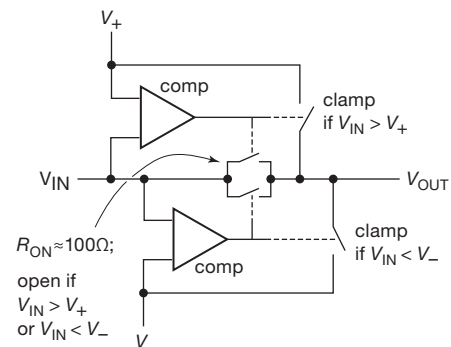 V+
comp
clamp
if VIN > V+
VIN
VOUT
RON≈100Ω;
open if
VIN > V+
or VIN < V–
comp
clamp
if VIN < V–
V